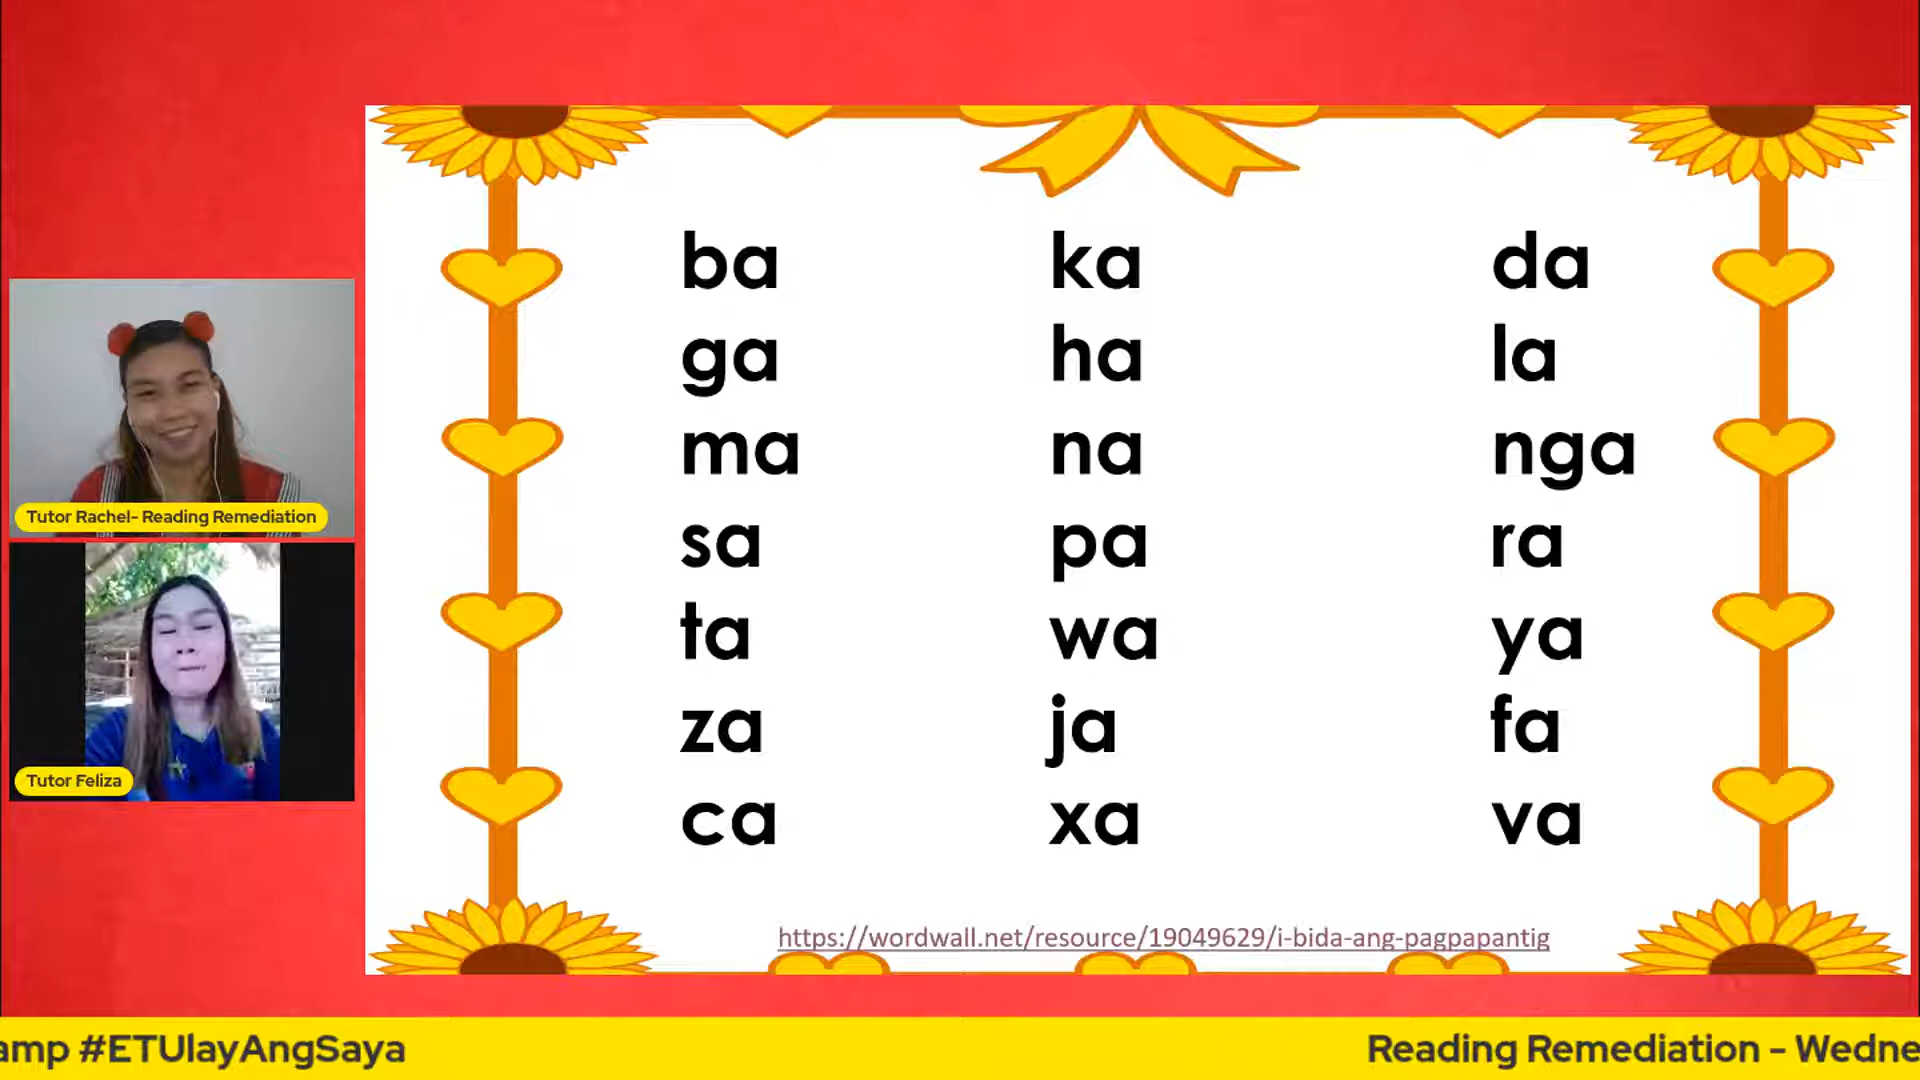 ba ka da
ga ha la
ma na nga
sa pa ra
ta wa ya
za ja fa
ca xa va
https://wordwall.net/resource/19049629/i-bida-ang-pagpapantig
Tutor Rachel- Reading Remediation
Tutor Feliza
amp #ETUlayAngSaya Reading Remediation - Wedne